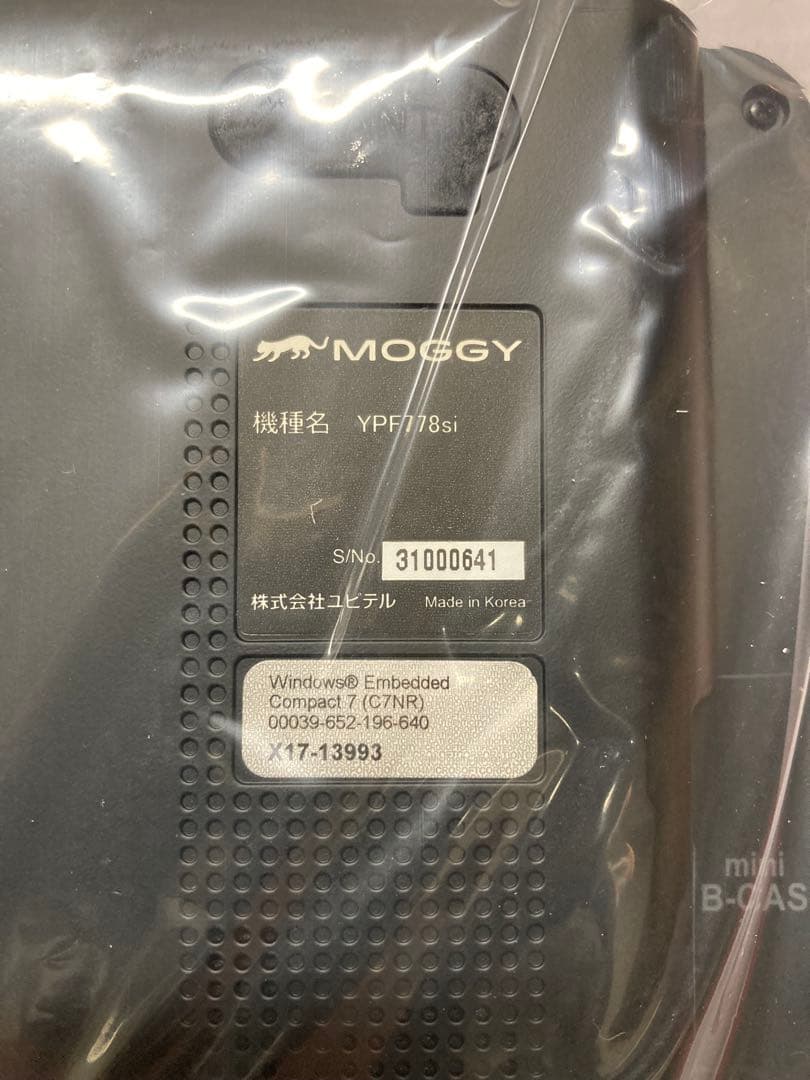 MOGGY
機種名 YPF778si
S/No. 31000641
株式会社ユピテル Made in Korea
Windows® Embedded
Compact 7 (C7NR)
00039-652-196-640
X17-13993
mini
B-CAS